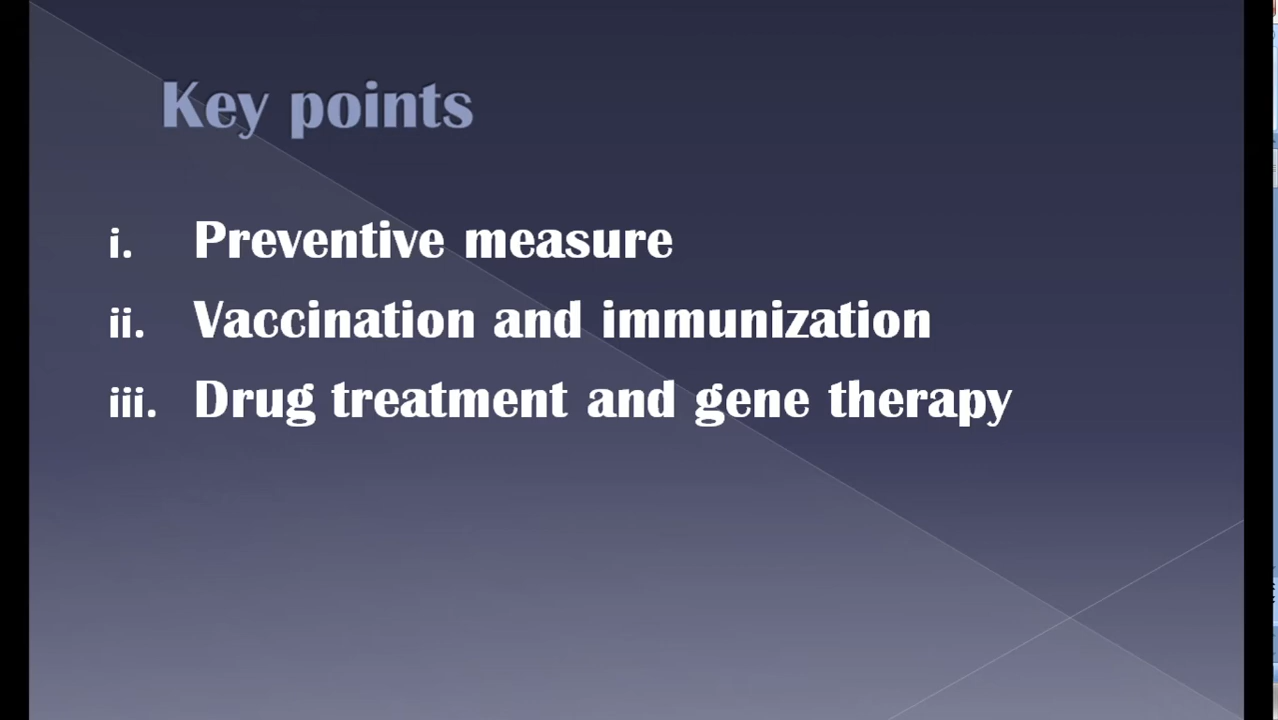 Key points
i. Preventive measure
ii. Vaccination and immunization
iii. Drug treatment and gene therapy